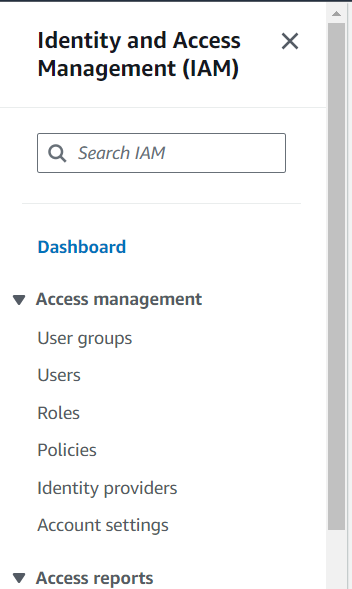 Identity and Access
Management (IAM)
Search IAM
Dashboard
Access management
User groups
Users
Roles
Policies
Identity providers
Account settings
Access reports